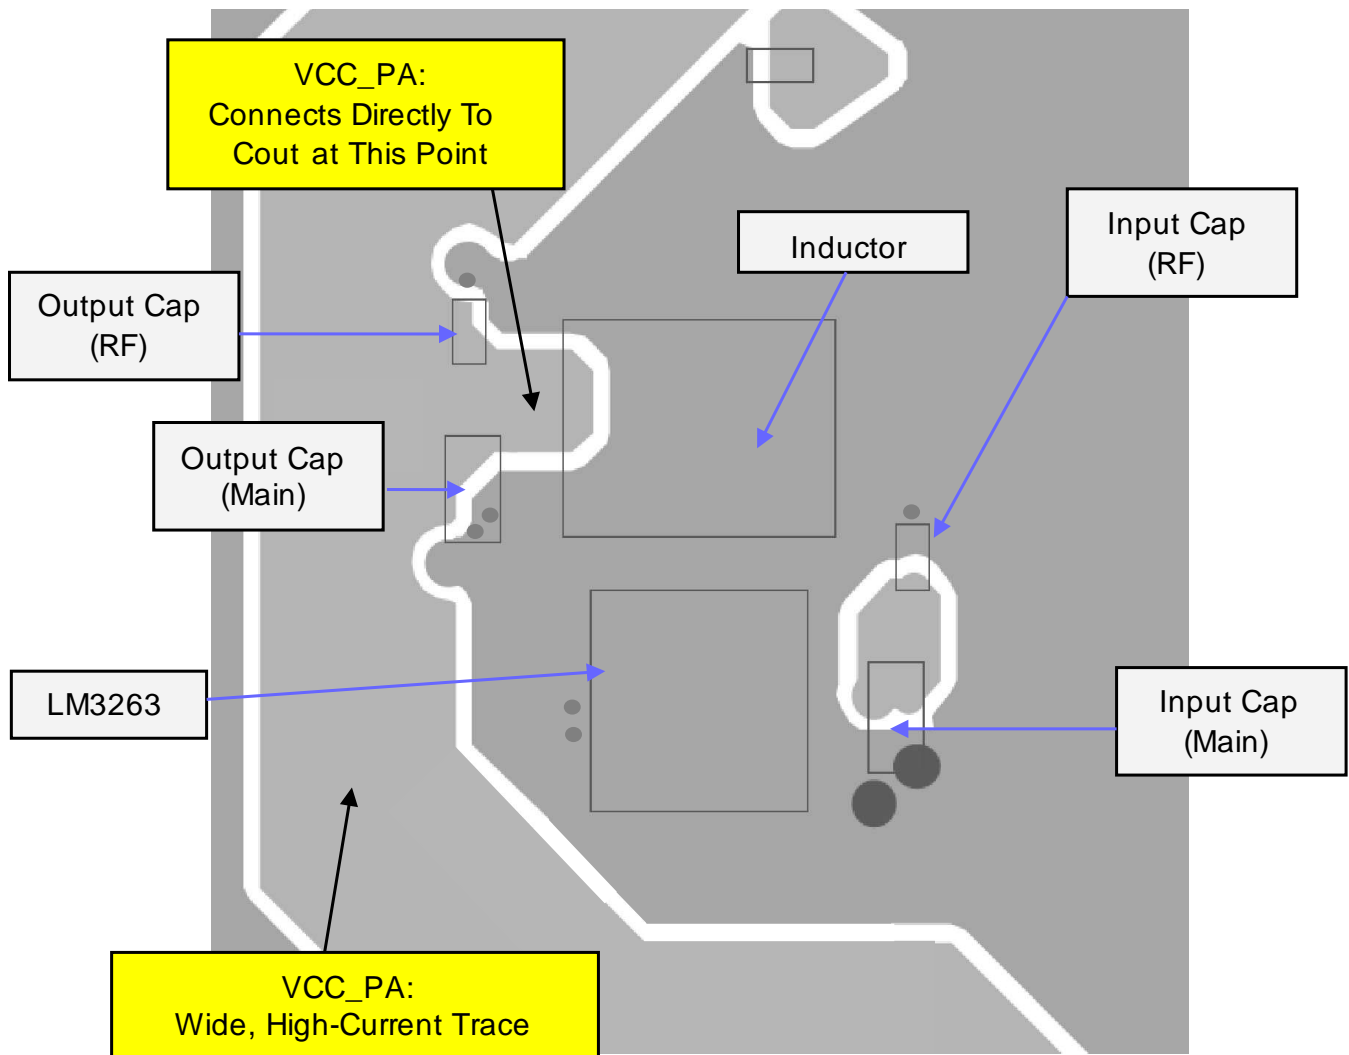 VCC_PA:
Connects Directly To
Cout at This Point
Input Cap
(RF)
Inductor
Output Cap
(RF)
Output Cap
(Main)
LM3263
Input Cap
(Main)
VCC_PA:
Wide, High-Current Trace